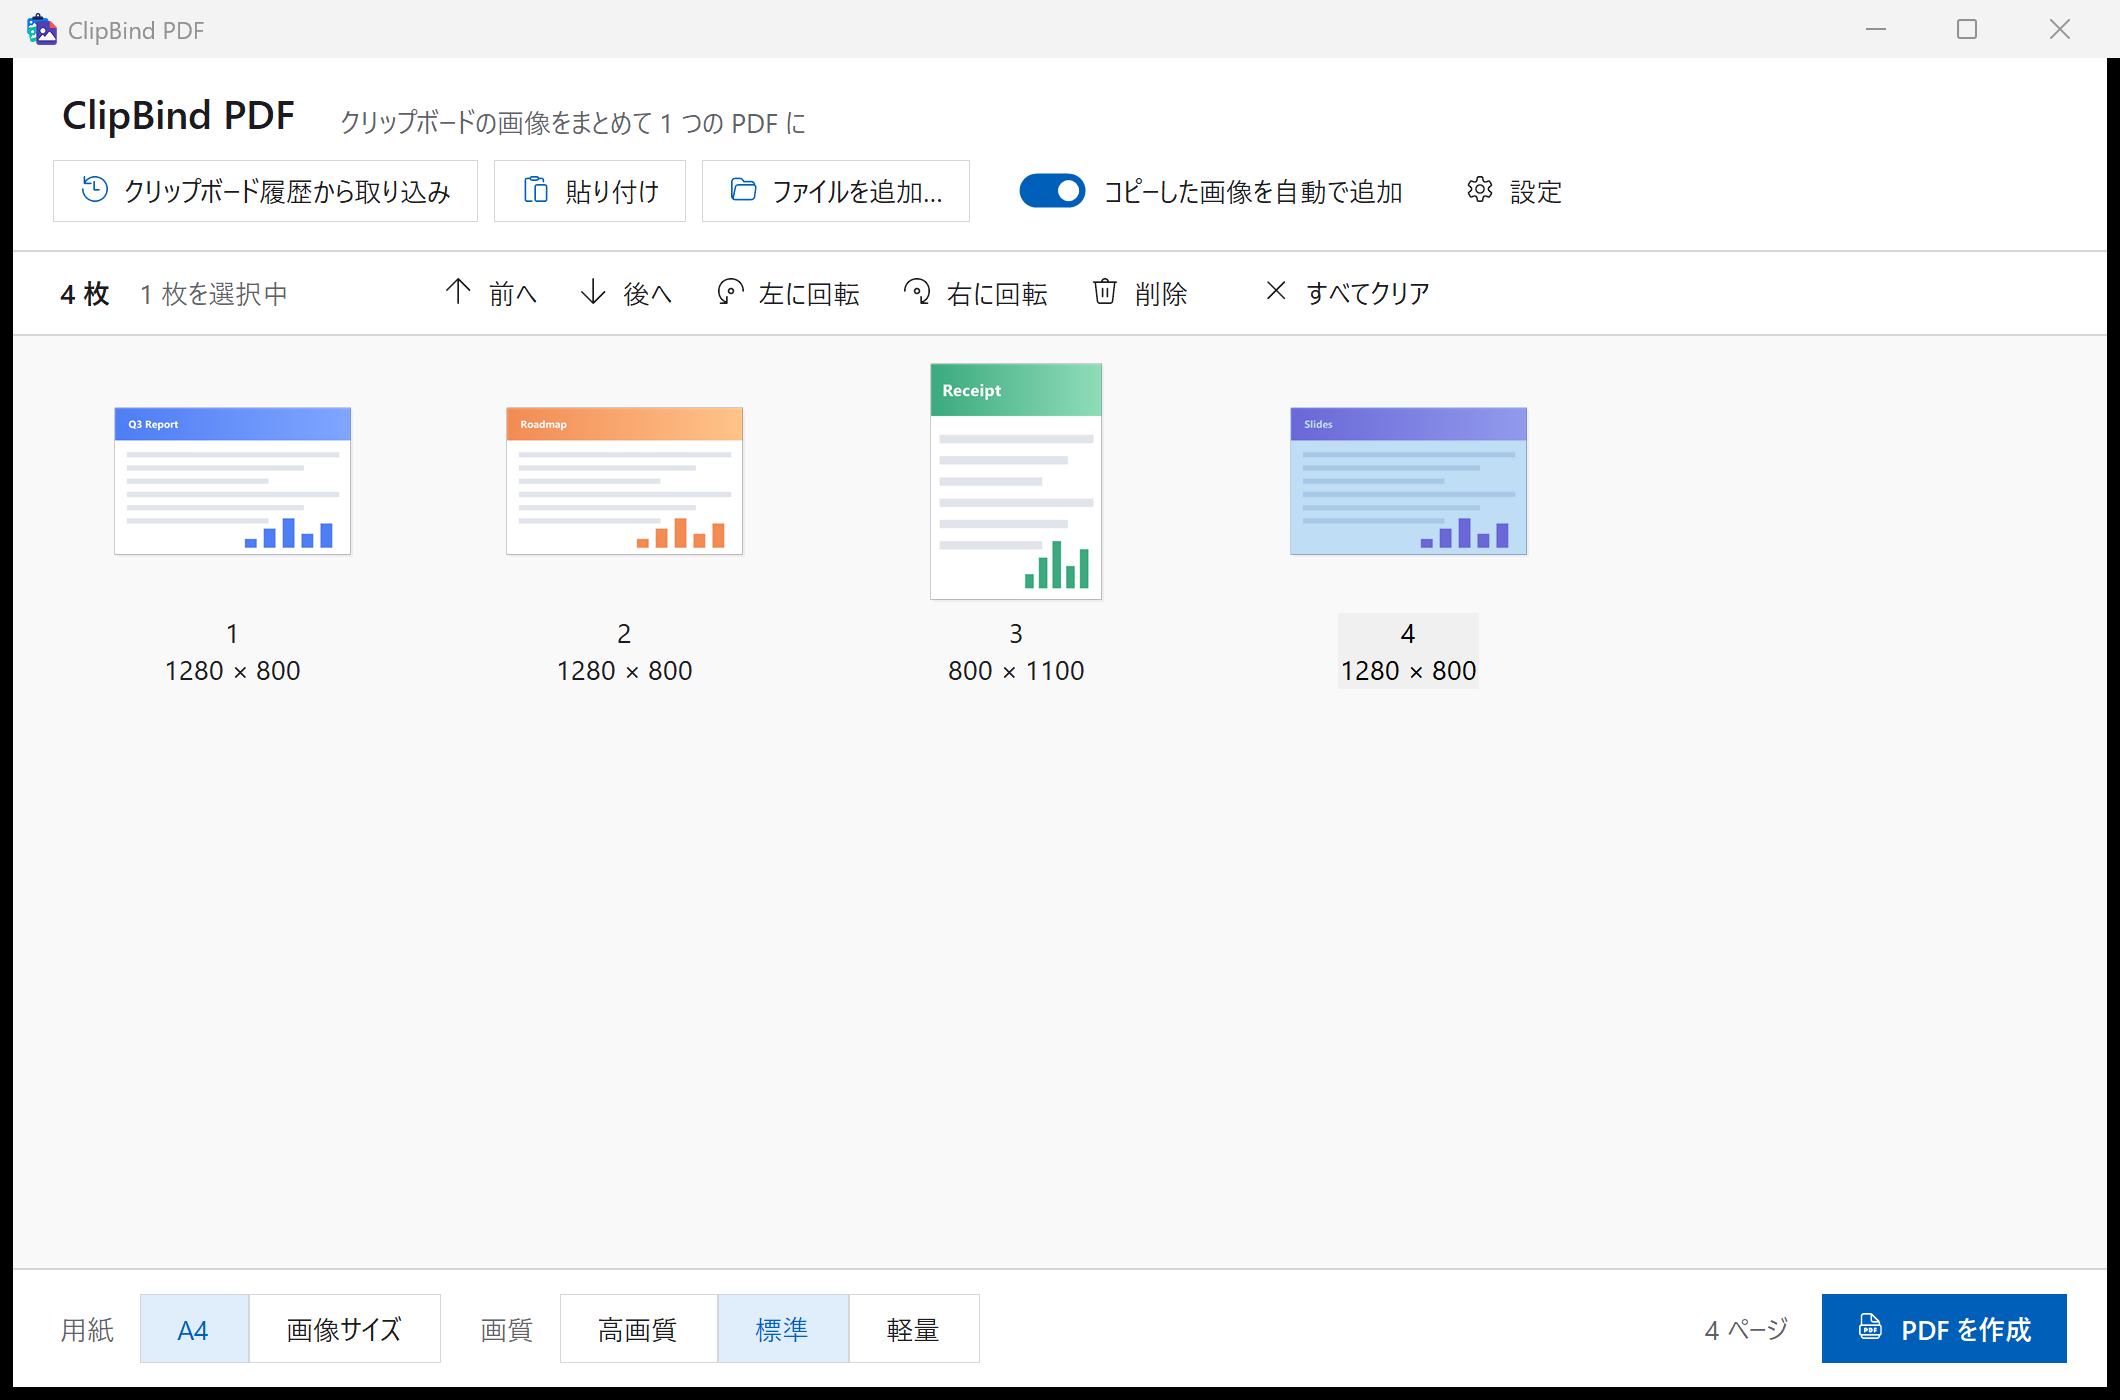 ClipBind PDF
ClipBind PDF
クリップボードの画像をまとめて 1 つの PDF に
クリップボード履歴から取り込み
貼り付け
ファイルを追加...
コピーした画像を自動で追加
設定
4 枚
1 枚を選択中
前へ
後へ
左に回転
右に回転
削除
すべてクリア
Q3 Report
Roadmap
Receipt
Slides
1
1280 × 800
2
1280 × 800
3
800 × 1100
4
1280 × 800
用紙
A4
画像サイズ
画質
高画質
標準
軽量
4 ページ
PDF
PDF を作成